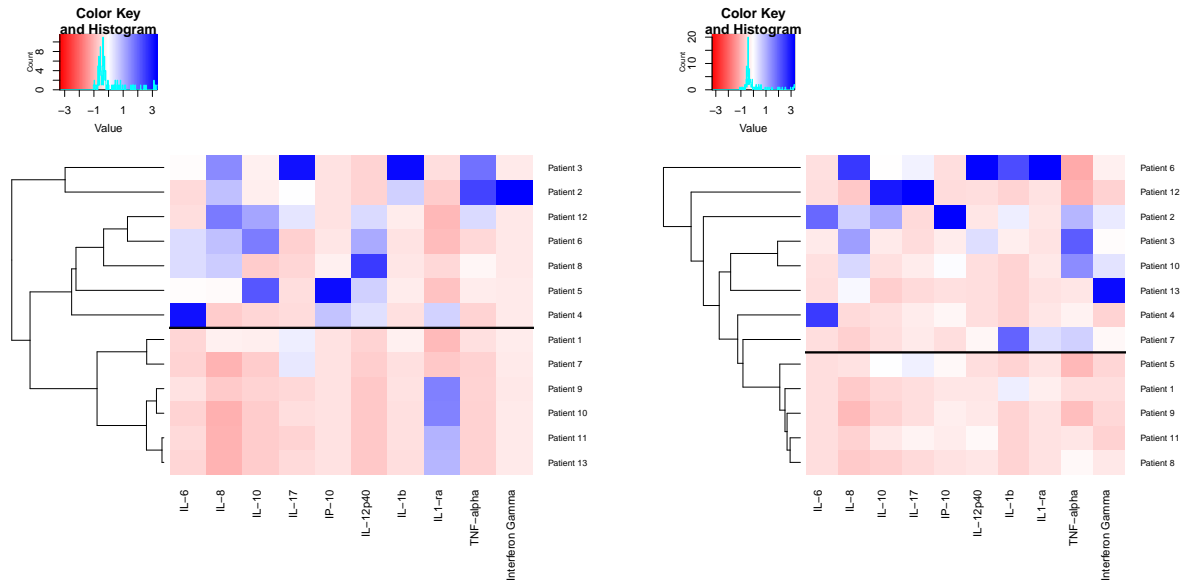 Color Key
and Histogram
Count
0 4 8
−3 −1 1 3
Value
Patient 3
Patient 2
Patient 12
Patient 6
Patient 8
Patient 5
Patient 4
Patient 1
Patient 7
Patient 9
Patient 10
Patient 11
Patient 13
IL−6
IL−8
IL−10
IL−17
IP−10
IL−12p40
IL−1b
IL1−ra
TNF−alpha
Interferon Gamma
Color Key
and Histogram
Count
0 10 20
−3 −1 1 3
Value
Patient 6
Patient 12
Patient 2
Patient 3
Patient 10
Patient 13
Patient 4
Patient 7
Patient 5
Patient 1
Patient 9
Patient 11
Patient 8
IL−6
IL−8
IL−10
IL−17
IP−10
IL−12p40
IL−1b
IL1−ra
TNF−alpha
Interferon Gamma